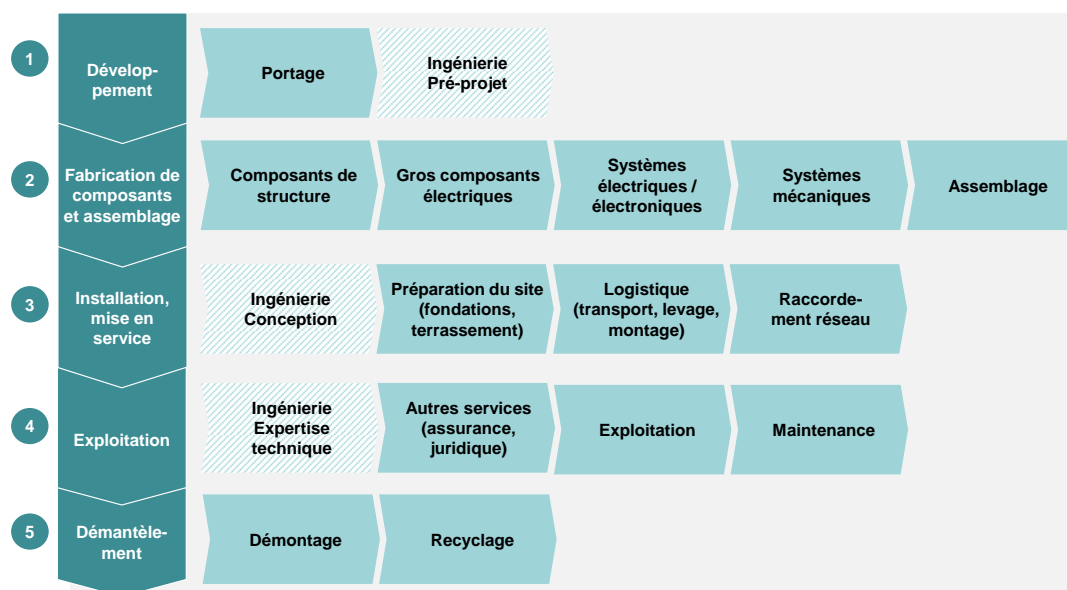 1
Dévelop-
pement
Portage
Ingénierie
Pré-projet
2
Fabrication de
composants
et assemblage
Composants de
structure
Gros composants
électriques
Systèmes
électriques /
électroniques
Systèmes
mécaniques
Assemblage
3
Installation,
mise en
service
Ingénierie
Conception
Préparation du site
(fondations,
terrassement)
Logistique
(transport, levage,
montage)
Raccorde-
ment réseau
4
Exploitation
Ingénierie
Expertise
technique
Autres services
(assurance,
juridique)
Exploitation
Maintenance
5
Démantèle-
ment
Démontage
Recyclage